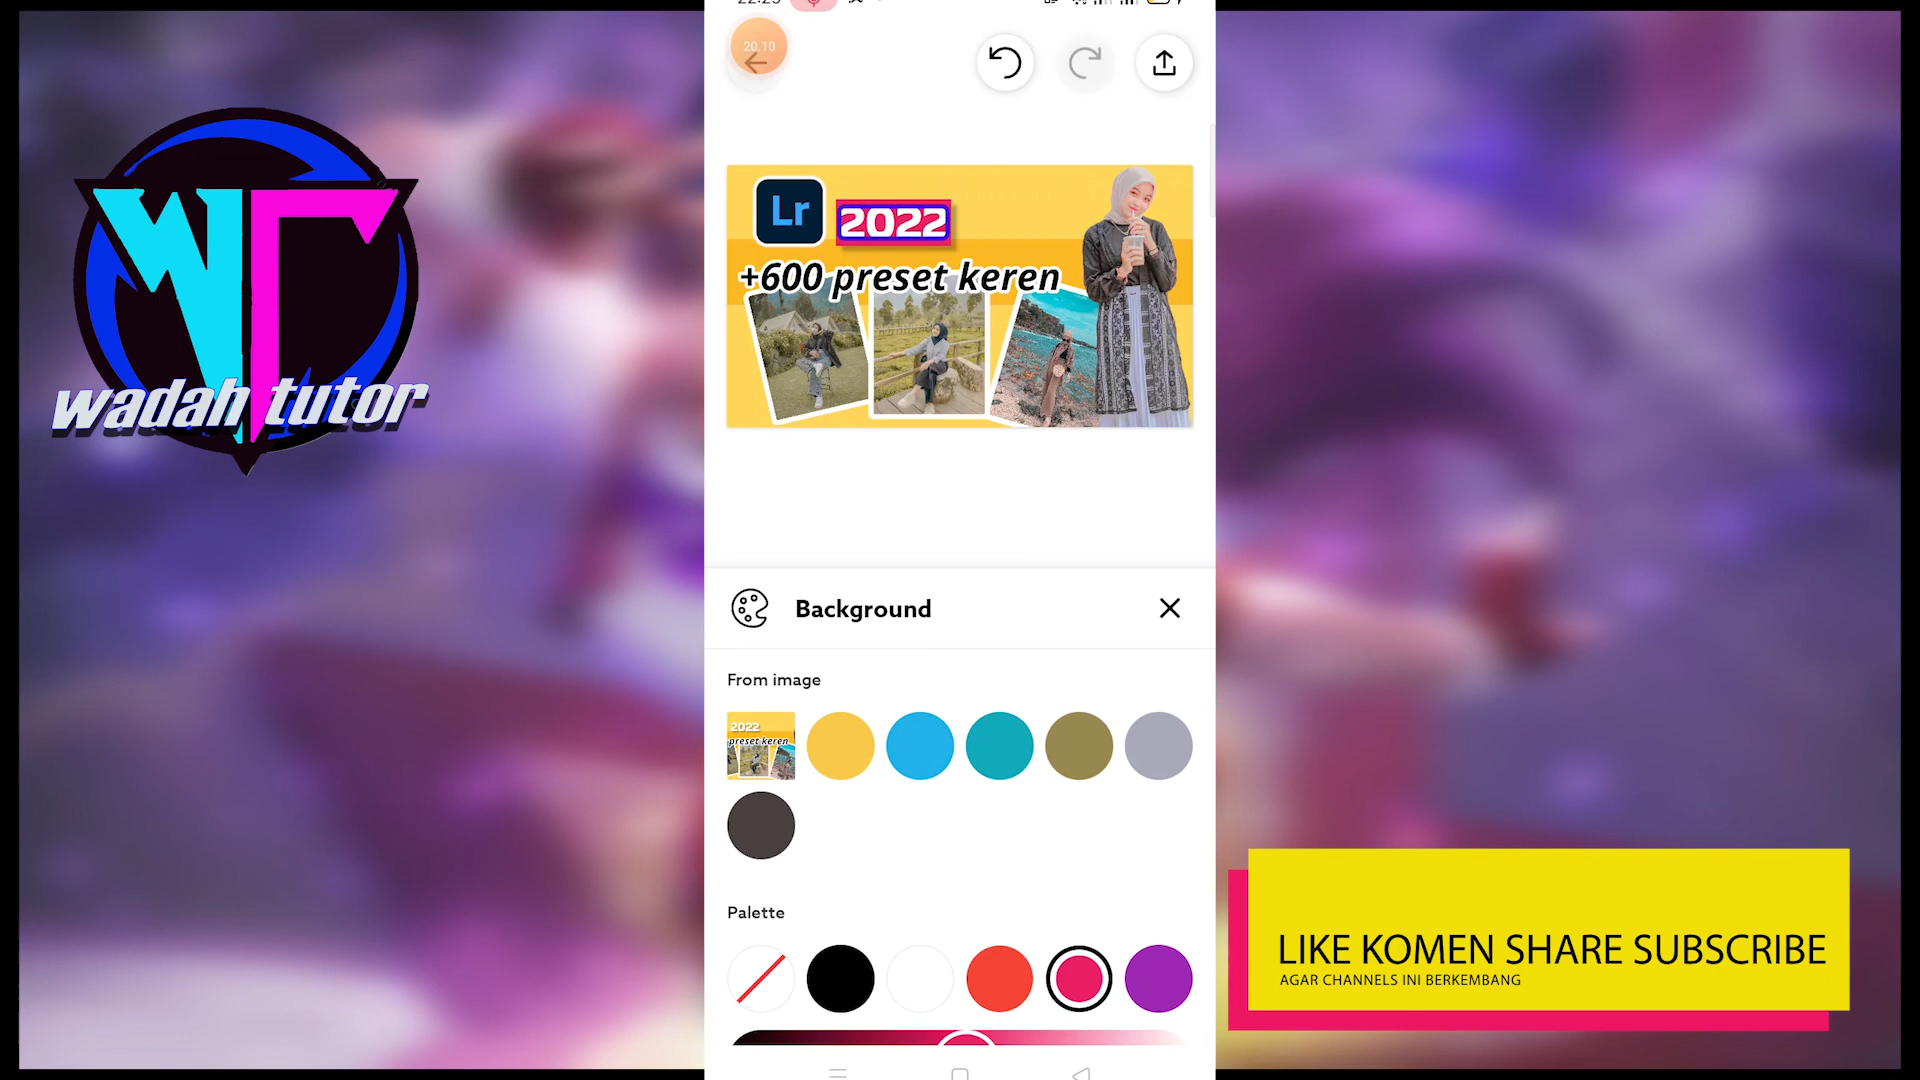 20.10
Lr
2022
+600 preset keren
wadah tutor
Background
From image
2022
preset keren
Palette
LIKE KOMEN SHARE SUBSCRIBE
AGAR CHANNELS INI BERKEMBANG